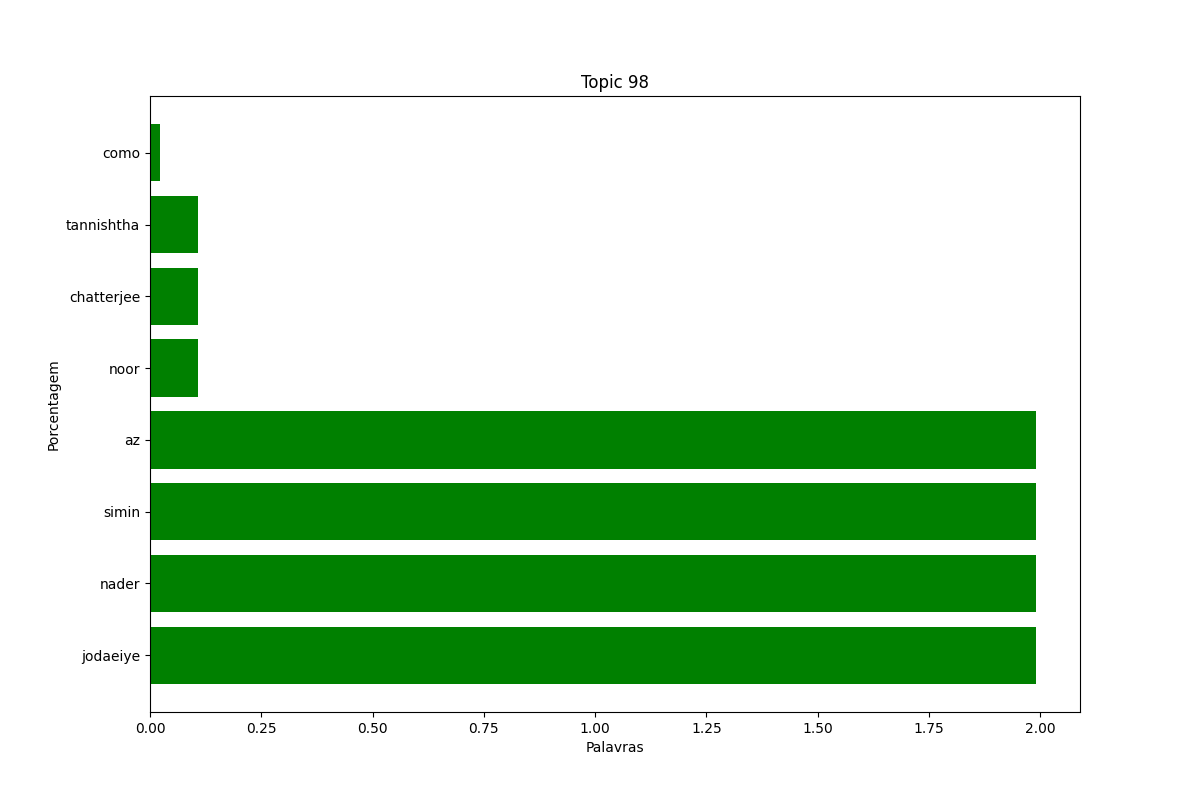 Topic 98
como
tannishtha
chatterjee
noor
az
simin
nader
jodaeiye
Porcentagem
0.00 0.25 0.50 0.75 1.00 1.25 1.50 1.75 2.00
Palavras